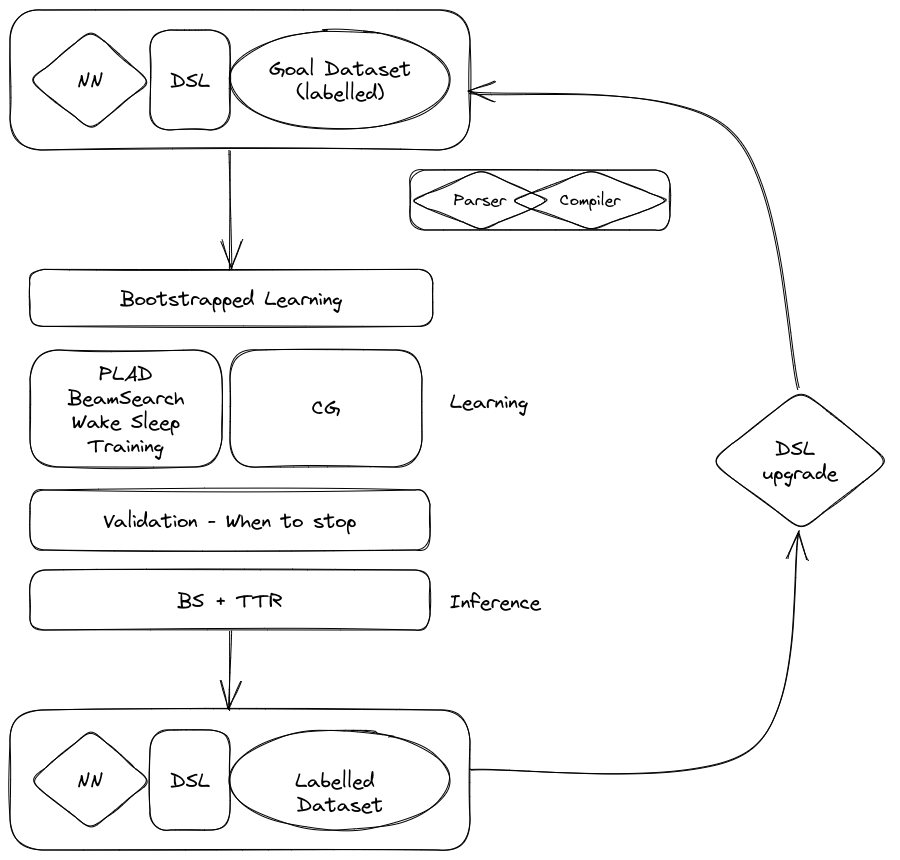 NN
DSL
Goal Dataset
(labelled)
Parser
Compiler
Bootstrapped Learning
PLAD
BeamSearch
Wake Sleep
Training
CG
Learning
DSL
upgrade
Validation - When to stop
BS + TTR
Inference
NN
DSL
Labelled
Dataset